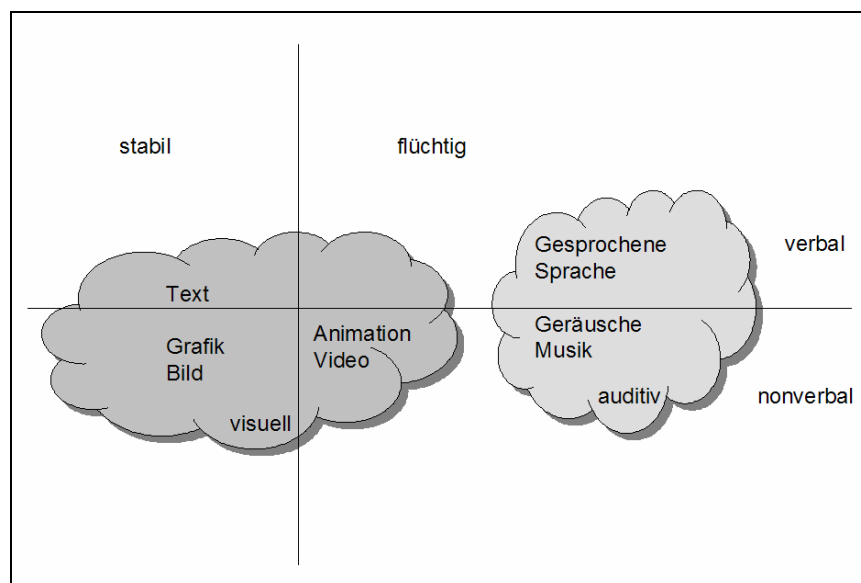 stabil
flüchtig
Gesprochene
Sprache
verbal
Text
Grafik
Bild
Animation
Video
Geräusche
Musik
visuell
auditiv
nonverbal